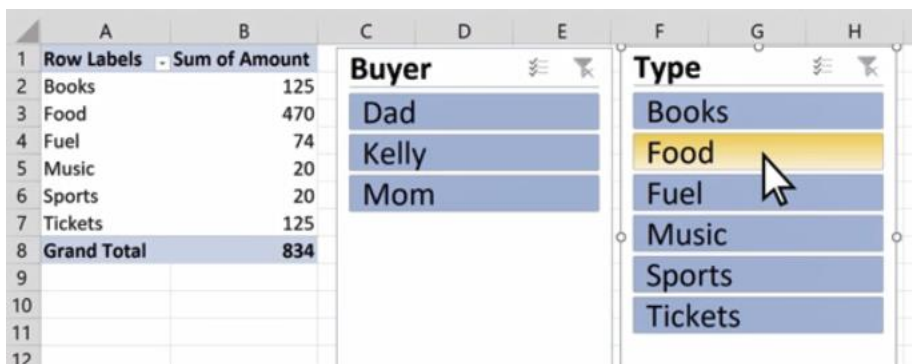 A B C D E F G H
1 Row Labels Sum of Amount
2 Books 125
3 Food 470
4 Fuel 74
5 Music 20
6 Sports 20
7 Tickets 125
8 Grand Total 834
9
10
11
12
Buyer
Dad
Kelly
Mom
Type
Books
Food
Fuel
Music
Sports
Tickets